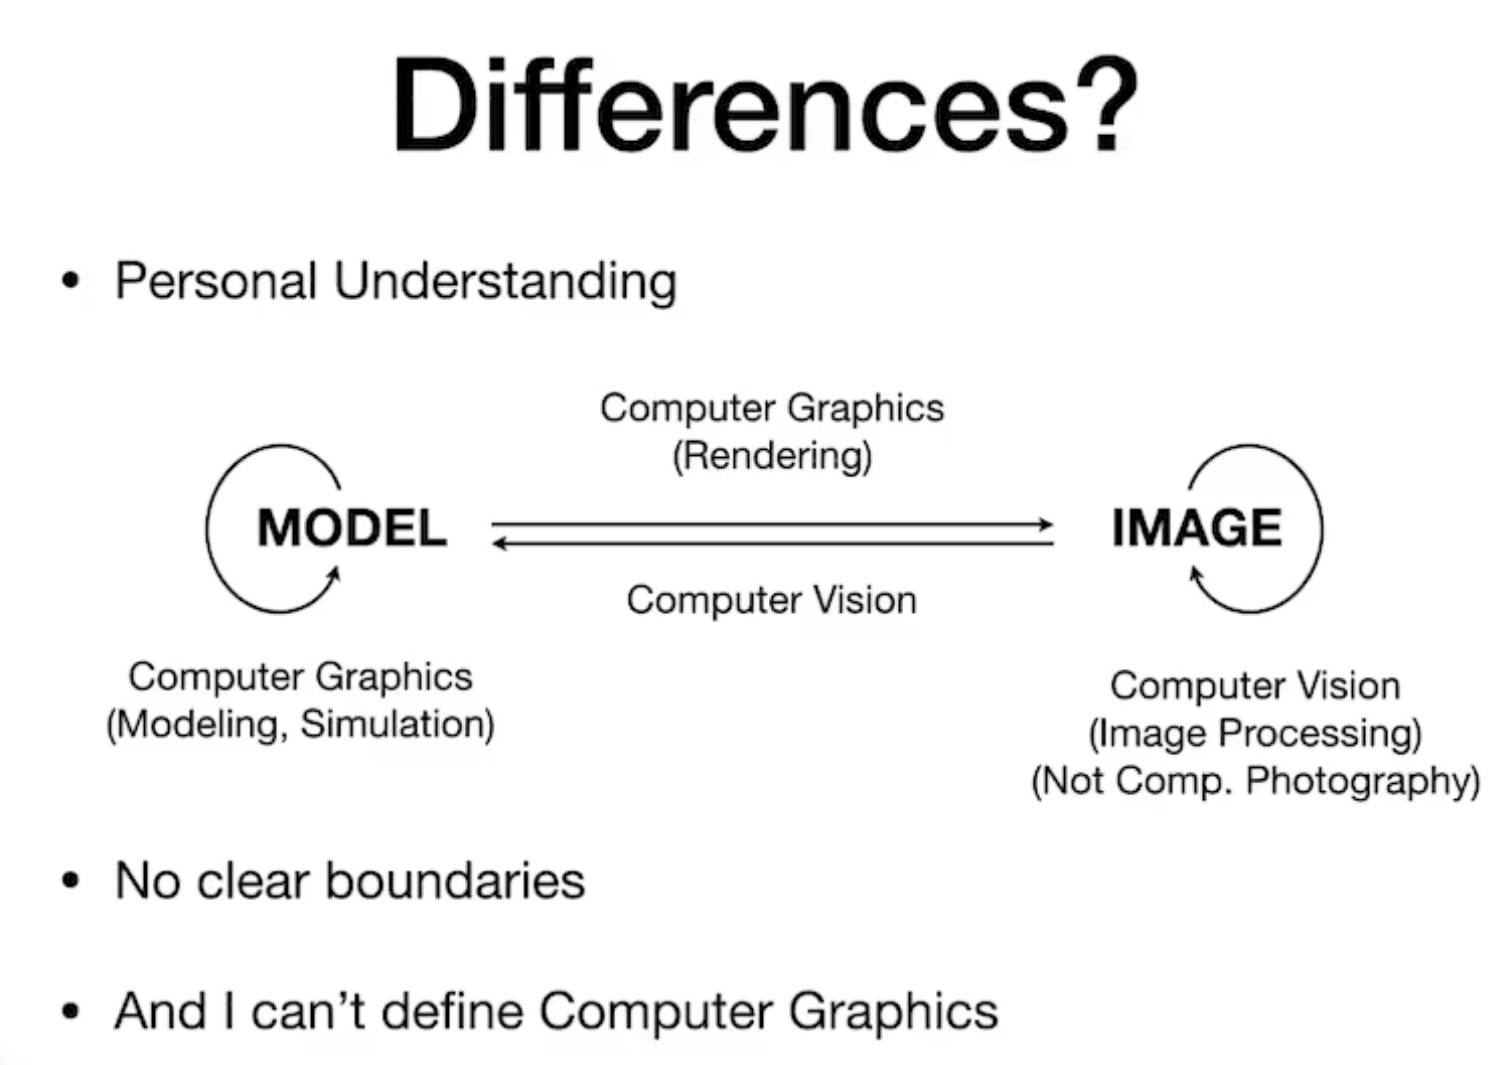 Differences?
• Personal Understanding
Computer Graphics
(Rendering)
MODEL
IMAGE
Computer Vision
Computer Graphics
(Modeling, Simulation)
Computer Vision
(Image Processing)
(Not Comp. Photography)
• No clear boundaries
• And I can’t define Computer Graphics